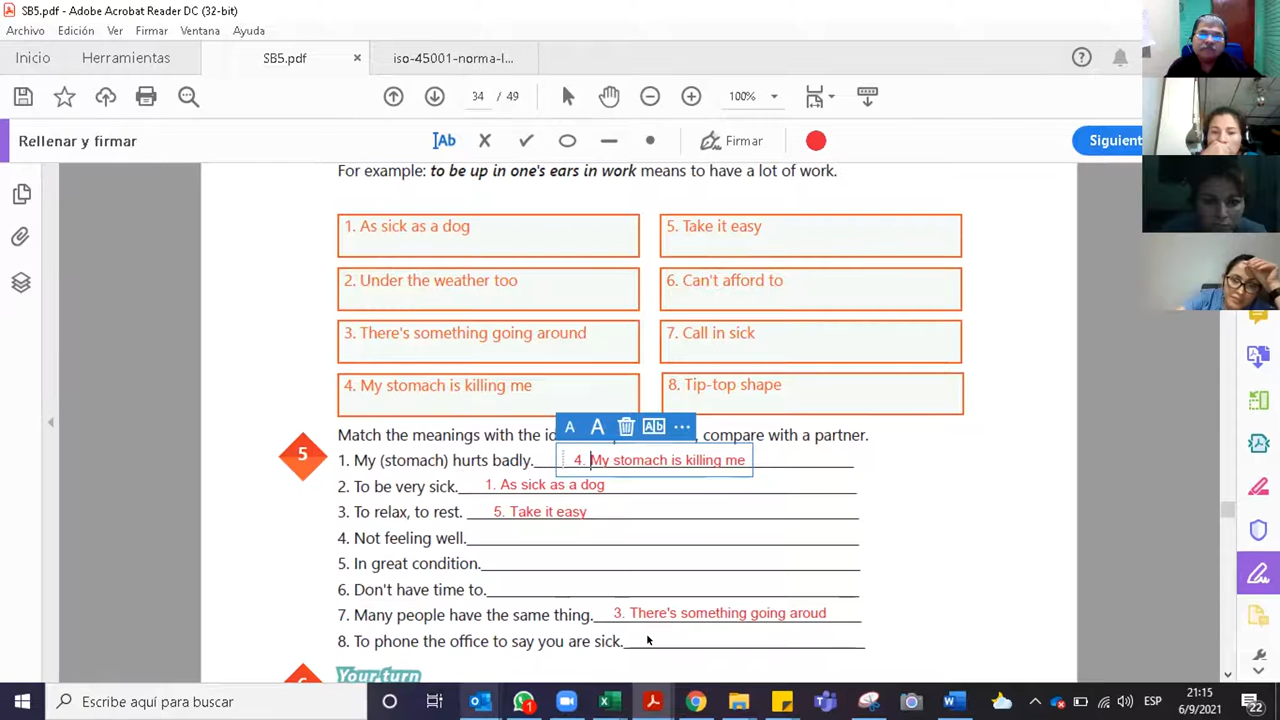 SB5.pdf - Adobe Acrobat Reader DC (32-bit)
Archivo Edición Ver Firmar Ventana Ayuda
Inicio Herramientas SB5.pdf × iso-45001-norma-I...
34 / 49 100%
Rellenar y firmar Ab Firmar Siguient
For example: to be up in one's ears in work means to have a lot of work.
1. As sick as a dog
5. Take it easy
2. Under the weather too
6. Can't afford to
3. There's something going around
7. Call in sick
4. My stomach is killing me
8. Tip-top shape
A A Ab ...
5
Match the meanings with the id compare with a partner.
1. My (stomach) hurts badly. 4. My stomach is killing me
2. To be very sick. 1. As sick as a dog
3. To relax, to rest. 5. Take it easy
4. Not feeling well.
5. In great condition.
6. Don't have time to.
7. Many people have the same thing. 3. There's something going aroud
8. To phone the office to say you are sick.
Your turn
Escribe aquí para buscar
1
ESP
21:15
6/9/2021
22